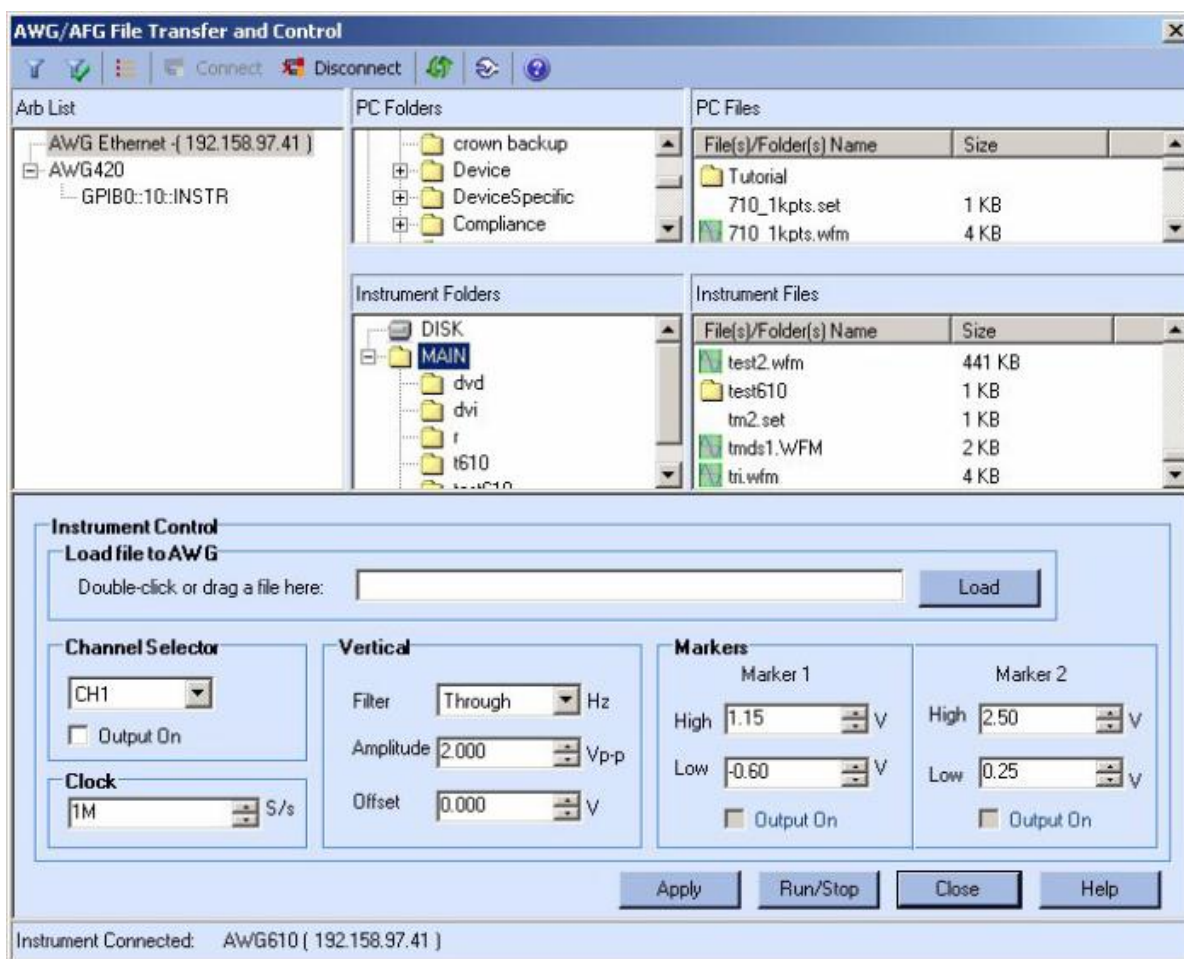 AWG/AFG File Transfer and Control
Connect Disconnect
Arb List
AWG Ethernet -( 192.158.97.41 )
AWG420
GPIB0::10::INSTR
PC Folders
crown backup
Device
DeviceSpecific
Compliance
PC Files
File(s)/Folder(s) Name Size
Tutorial
710_1kpts.set 1 KB
710_1kpts.wfm 4 KB
Instrument Folders
DISK
MAIN
dvd
dvi
r
t610
test610
Instrument Files
File(s)/Folder(s) Name Size
test2.wfm 441 KB
test610 1 KB
tm2.set 1 KB
tmds1.WFM 2 KB
tri.wfm 4 KB
Instrument Control
Load file to AWG
Double-click or drag a file here: Load
Channel Selector
CH1
Output On
Clock
1M S/s
Vertical
Filter Through Hz
Amplitude 2.000 Vp-p
Offset 0.000 V
Markers
Marker 1
High 1.15 V
Low -0.60 V
Output On
Marker 2
High 2.50 V
Low 0.25 V
Output On
Apply Run/Stop Close Help
Instrument Connected: AWG610 ( 192.158.97.41 )